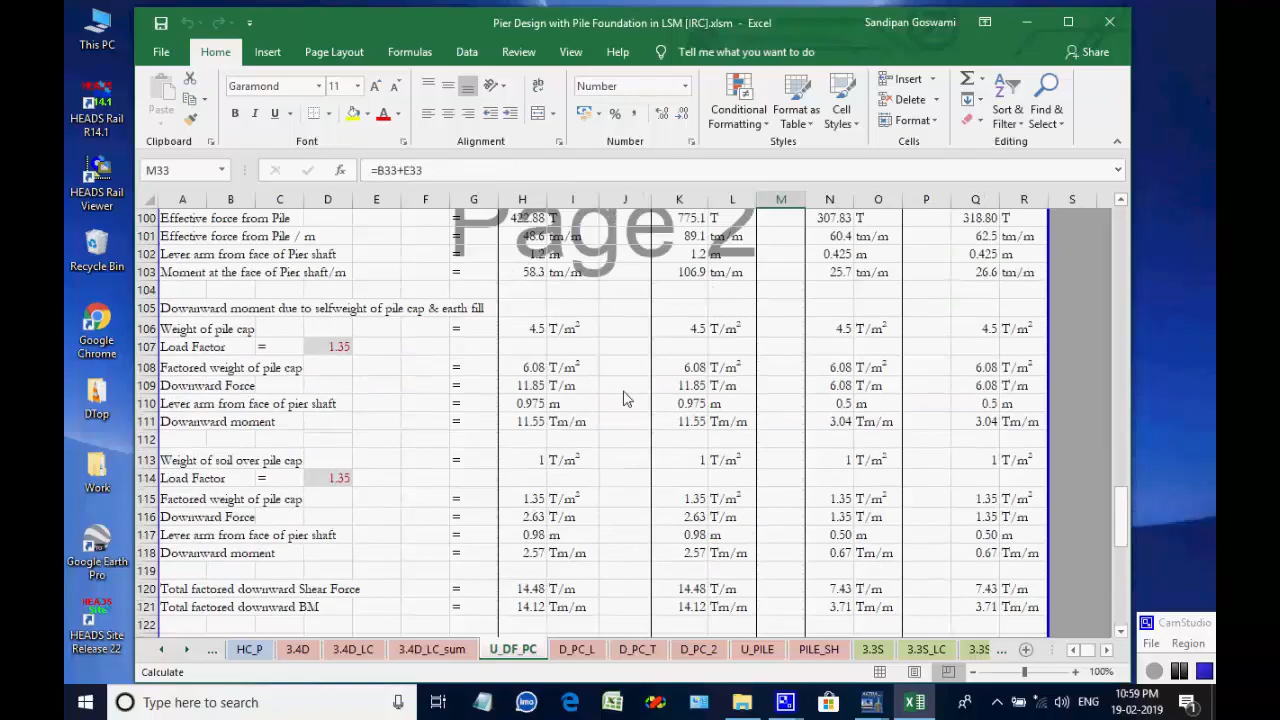 This PC
HEADS Rail
R14.1
HEADS Rail
Viewer
Recycle Bin
Google
Chrome
DTop
Work
Google Earth
Pro
HEADS Site
Release 22
Pier Design with Pile Foundation in LSM [IRC].xlsm - Excel
Sandipan Goswami
File Home Insert Page Layout Formulas Data Review View Help Tell me what you want to do Share
Paste
Garamond 11
B I U
Number
Conditional Formatting
Format as Table
Cell Styles
Insert
Delete
Format
Sort & Filter
Find & Select
Clipboard Font Alignment Number Styles Cells Editing
M33 fx =B33+E33
A B C D E F G H I J K L M N O P Q R S
Page 2
100 Effective force from Pile = 422.88 T 775.1 T 307.83 T 318.80 T
101 Effective force from Pile / m = 48.6 tm/m 89.1 tm/m 60.4 tm/m 62.5 tm/m
102 Lever arm from face of Pier shaft = 1.2 m 1.2 m 0.425 m 0.425 m
103 Moment at the face of Pier shaft/m = 58.3 tm/m 106.9 tm/m 25.7 tm/m 26.6 tm/m
104
105 Dowanward moment due to selfweight of pile cap & earth fill
106 Weight of pile cap = 4.5 T/m² 4.5 T/m² 4.5 T/m² 4.5 T/m²
107 Load Factor = 1.35
108 Factored weight of pile cap = 6.08 T/m² 6.08 T/m² 6.08 T/m² 6.08 T/m²
109 Downward Force = 11.85 T/m 11.85 T/m 6.08 T/m 6.08 T/m
110 Lever arm from face of pier shaft = 0.975 m 0.975 m 0.5 m 0.5 m
111 Dowanward moment = 11.55 Tm/m 11.55 Tm/m 3.04 Tm/m 3.04 Tm/m
112
113 Weight of soil over pile cap = 1 T/m² 1 T/m² 1 T/m² 1 T/m²
114 Load Factor = 1.35
115 Factored weight of pile cap = 1.35 T/m² 1.35 T/m² 1.35 T/m² 1.35 T/m²
116 Downward Force = 2.63 T/m 2.63 T/m 1.35 T/m 1.35 T/m
117 Lever arm from face of pier shaft = 0.98 m 0.98 m 0.50 m 0.50 m
118 Dowanward moment = 2.57 Tm/m 2.57 Tm/m 0.67 Tm/m 0.67 Tm/m
119
120 Total factored downward Shear Force = 14.48 T/m 14.48 T/m 7.43 T/m 7.43 T/m
121 Total factored downward BM = 14.12 Tm/m 14.12 Tm/m 3.71 Tm/m 3.71 Tm/m
122
... HC_P 3.4D 3.4D_LC 3.4D_LC_sum U_DF_PC D_PC_L D_PC_T D_PC_2 U_PILE PILE_SH 3.3S 3.3S_LC 3.3S ...
Calculate 100%
CamStudio
File Region
Type here to search
ENG
10:59 PM
19-02-2019